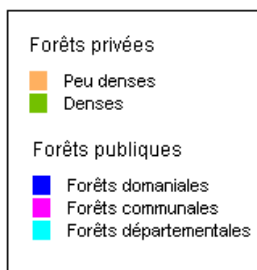 Forêts privées
Peu denses
Denses
Forêts publiques
Forêts domaniales
Forêts communales
Forêts départementales